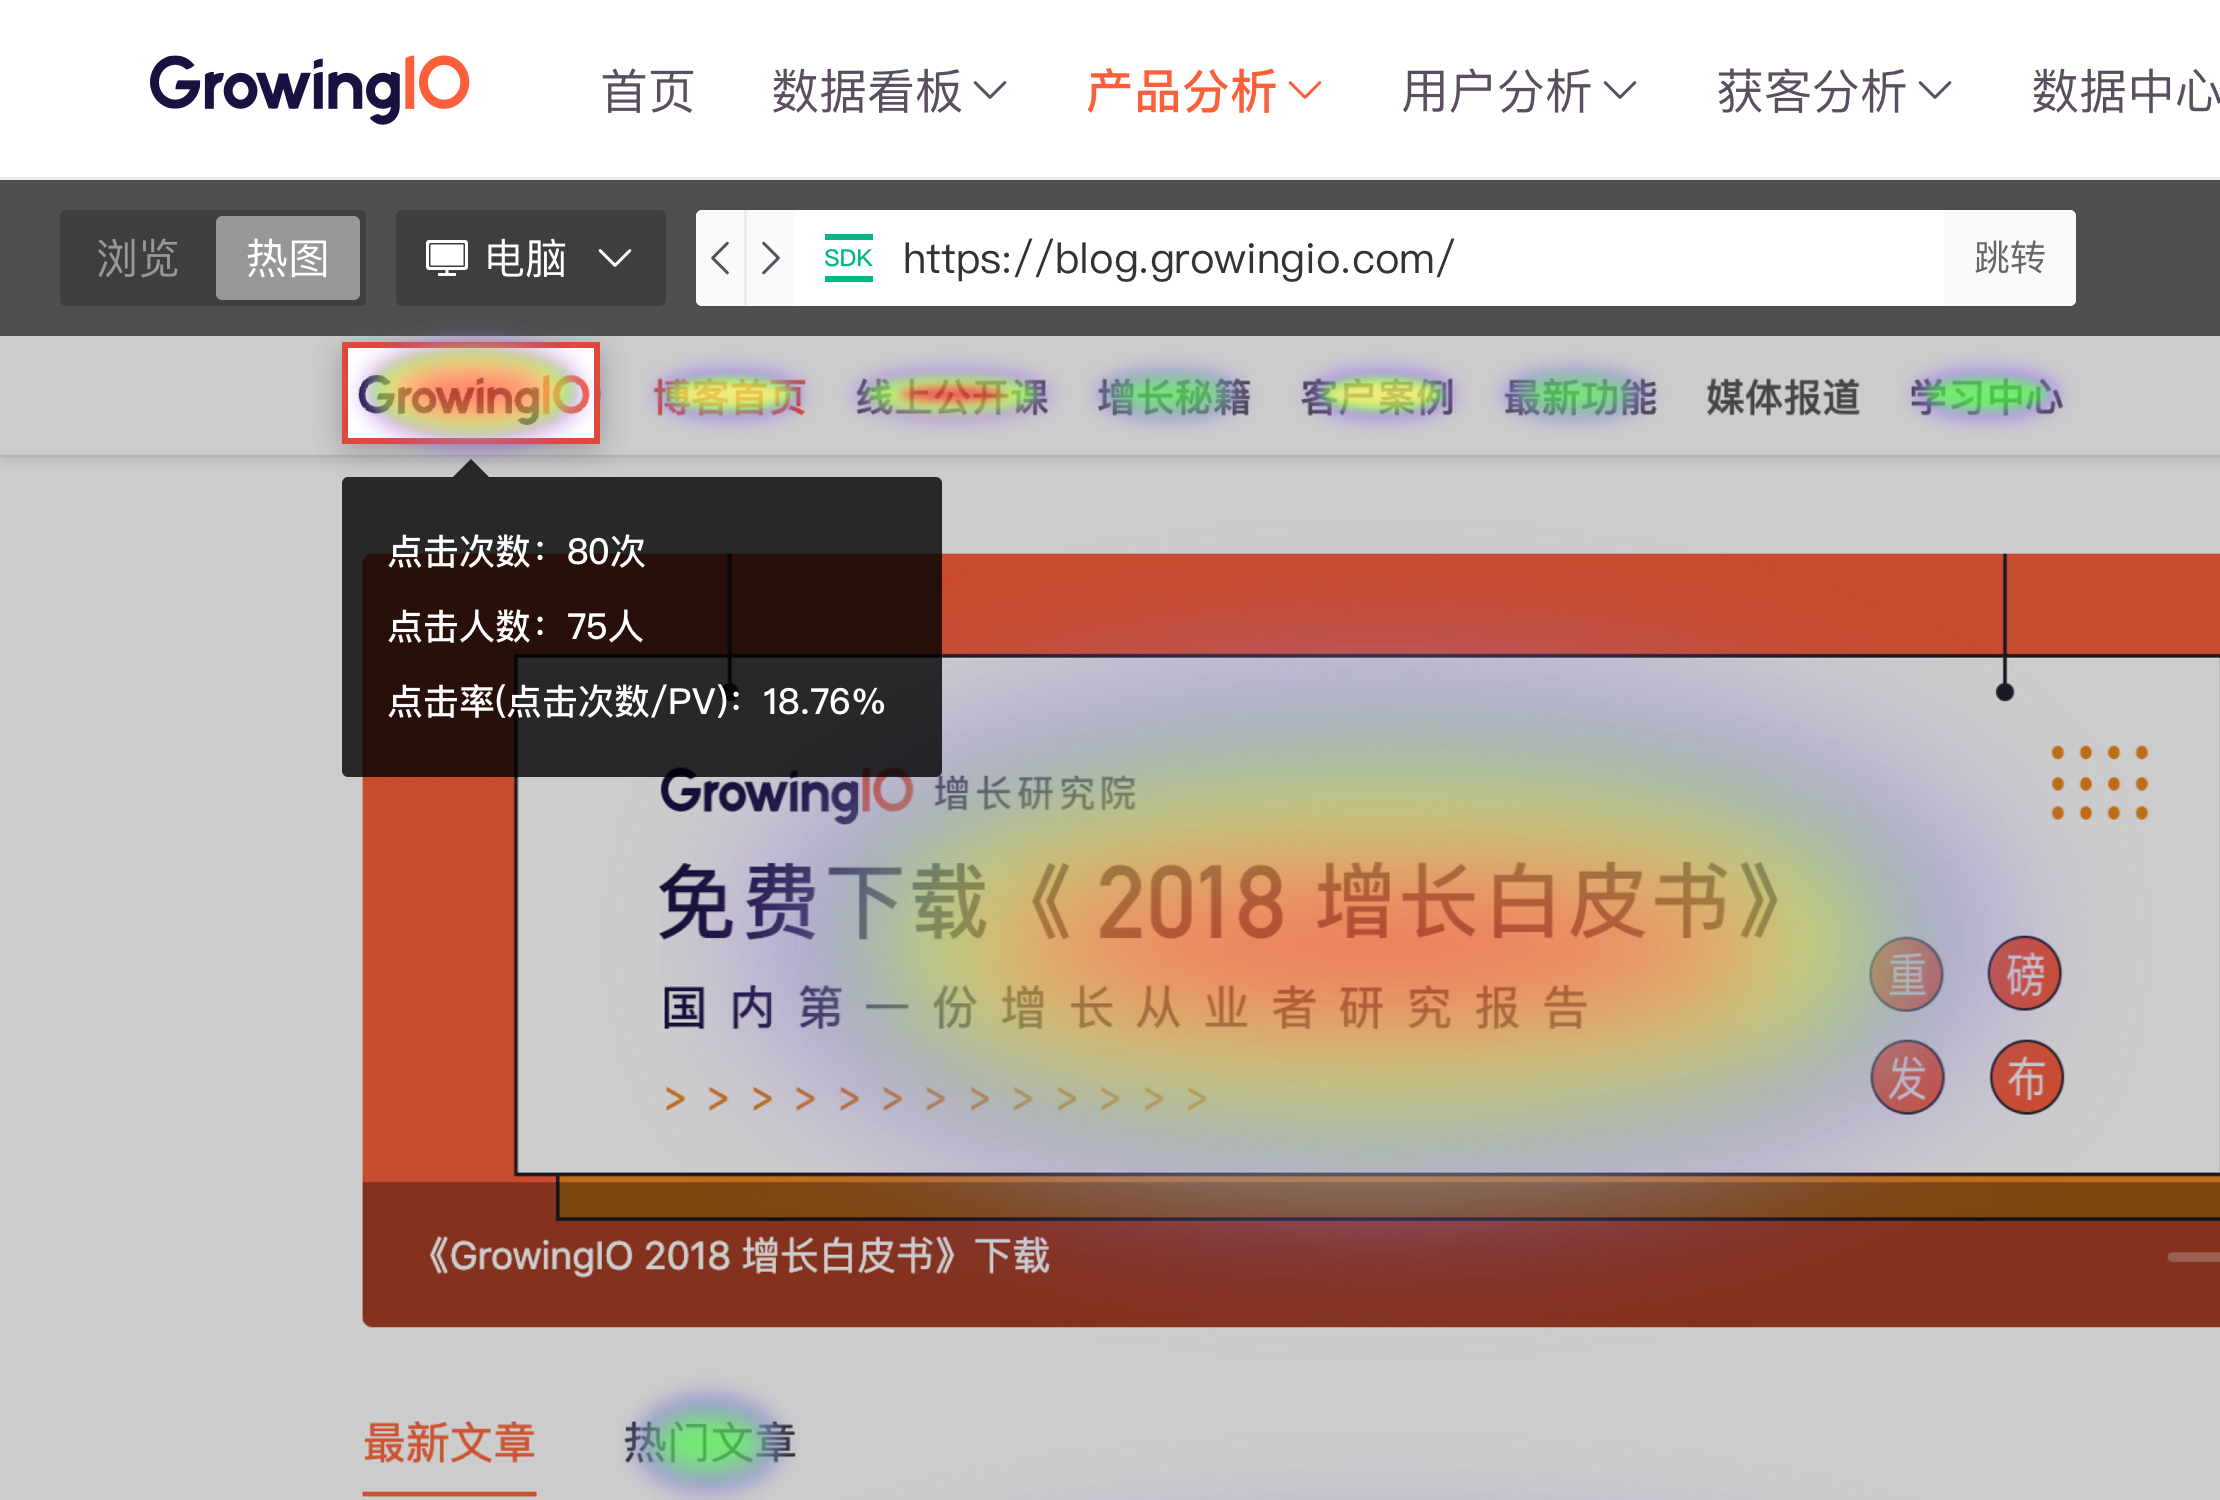 GrowingIO 首页 数据看板 产品分析 用户分析 获客分析 数据中心
浏览 热图 电脑 SDK https://blog.growingio.com/ 跳转
GrowingIO 博客首页 线上公开课 增长秘籍 客户案例 最新功能 媒体报道 学习中心
点击次数：80次
点击人数：75人
点击率(点击次数/PV)：18.76%
GrowingIO 增长研究院
免费下载《2018 增长白皮书》
国内第一份增长从业者研究报告
重磅
发布
> > > > > > > > > > > > >
《GrowingIO 2018 增长白皮书》下载
最新文章 热门文章